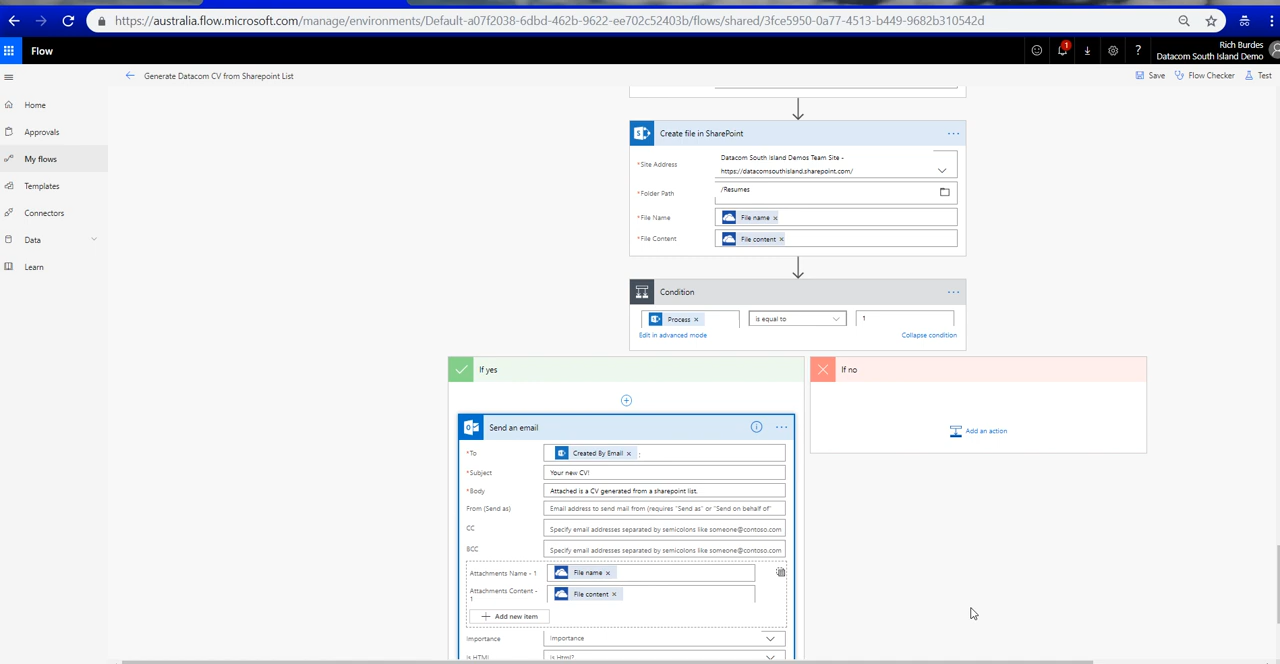 https://australia.flow.microsoft.com/manage/environments/Default-a07f2038-6dbd-462b-9622-ee702c52403b/flows/shared/3fce5930-0a77-4513-b449-9682b310542d
Flow
1
?
Rich Burdes
Datacom South Island Demo
Generate Datacom CV from Sharepoint List
Save
Flow Checker
Test
Home
Approvals
My flows
Templates
Connectors
Data
Learn
Create file in SharePoint
*Site Address
Datacom South Island Demos Team Site -
https://datacomsouthisland.sharepoint.com/
*Folder Path
/Resumes
*File Name
File name ×
*File Content
File content ×
Condition
Process ×
is equal to
1
Edit in advanced mode
Collapse condition
If yes
If no
Add an action
Send an email
*To
Created By Email × ;
*Subject
Your new CV!
*Body
Attached is a CV generated from a sharepoint list.
From (Send as)
Email address to send mail from (requires "Send as" or "Send on behalf of"
CC
Specify email addresses separated by semicolons like someone@contoso.com
BCC
Specify email addresses separated by semicolons like someone@contoso.com
Attachments Name - 1
File name ×
Attachments Content -
1
File content ×
Add new item
Importance
Importance
Is HTML
Is Html?